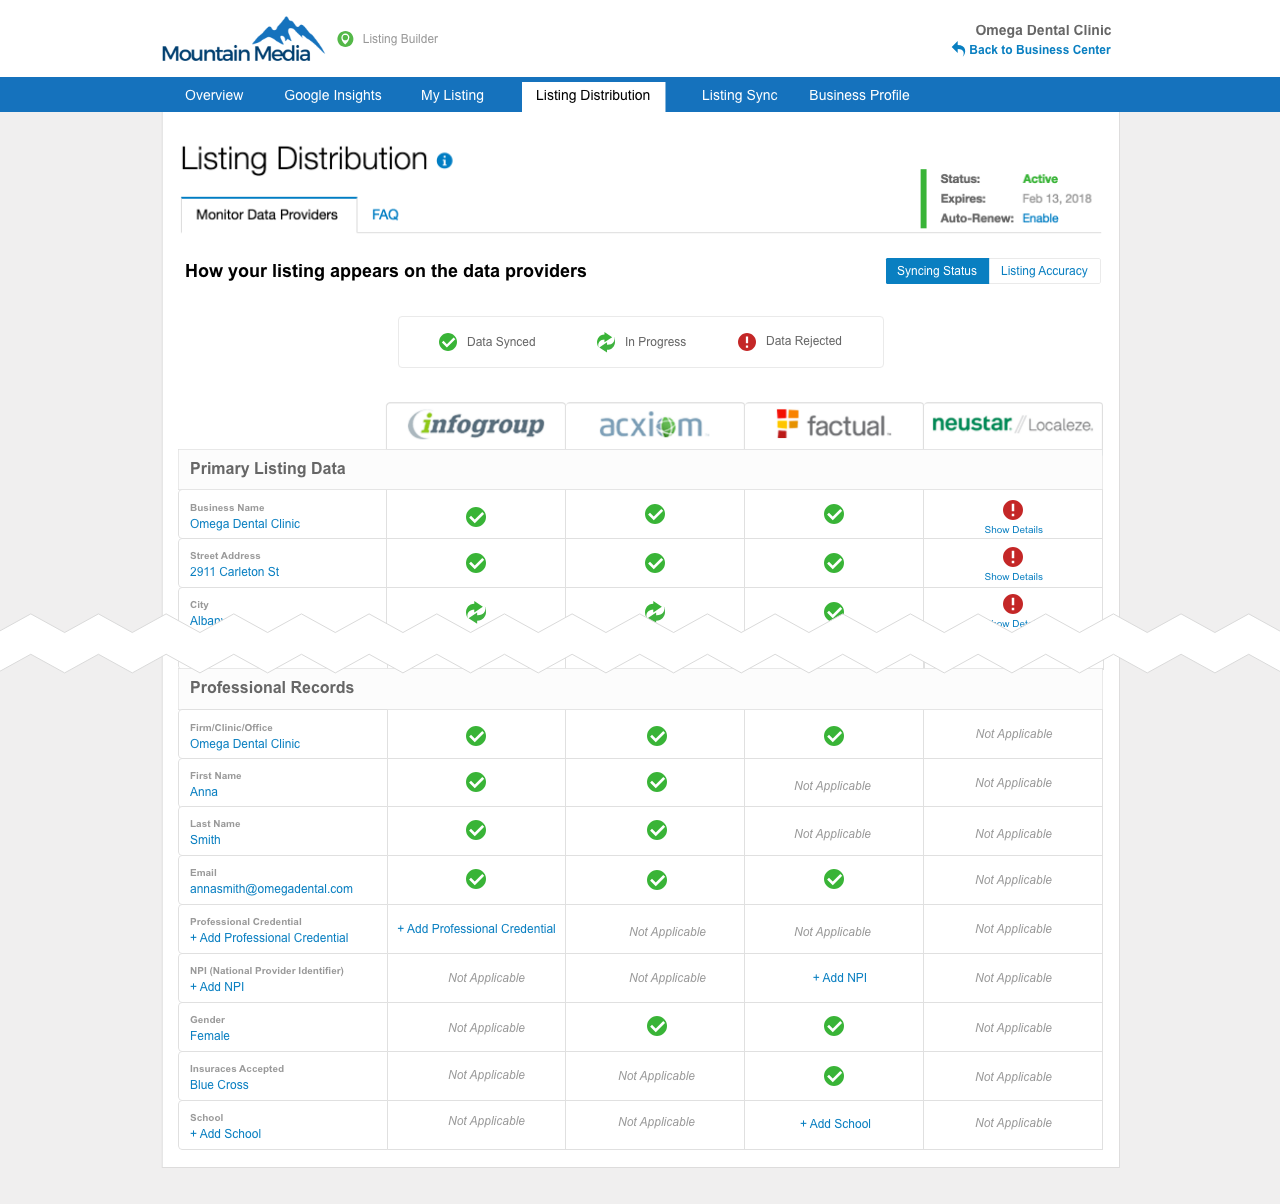 Mountain Media
Listing Builder
Omega Dental Clinic
Back to Business Center
Overview Google Insights My Listing Listing Distribution Listing Sync Business Profile
Listing Distribution
Status: Active
Expires: Feb 13, 2018
Auto-Renew: Enable
Monitor Data Providers FAQ
How your listing appears on the data providers
Syncing Status Listing Accuracy
Data Synced In Progress Data Rejected
infogroup acxiom factual neustar // Localeze
Primary Listing Data
Business Name
Omega Dental Clinic
Show Details
Street Address
2911 Carleton St
Show Details
City
Albany
Show Details
Professional Records
Firm/Clinic/Office
Omega Dental Clinic
Not Applicable
First Name
Anna
Not Applicable Not Applicable
Last Name
Smith
Not Applicable Not Applicable
Email
annasmith@omegadental.com
Not Applicable
Professional Credential
+ Add Professional Credential
+ Add Professional Credential Not Applicable Not Applicable Not Applicable
NPI (National Provider Identifier)
+ Add NPI
Not Applicable Not Applicable + Add NPI Not Applicable
Gender
Female
Not Applicable Not Applicable
Insuraces Accepted
Blue Cross
Not Applicable Not Applicable Not Applicable
School
+ Add School
Not Applicable Not Applicable + Add School Not Applicable